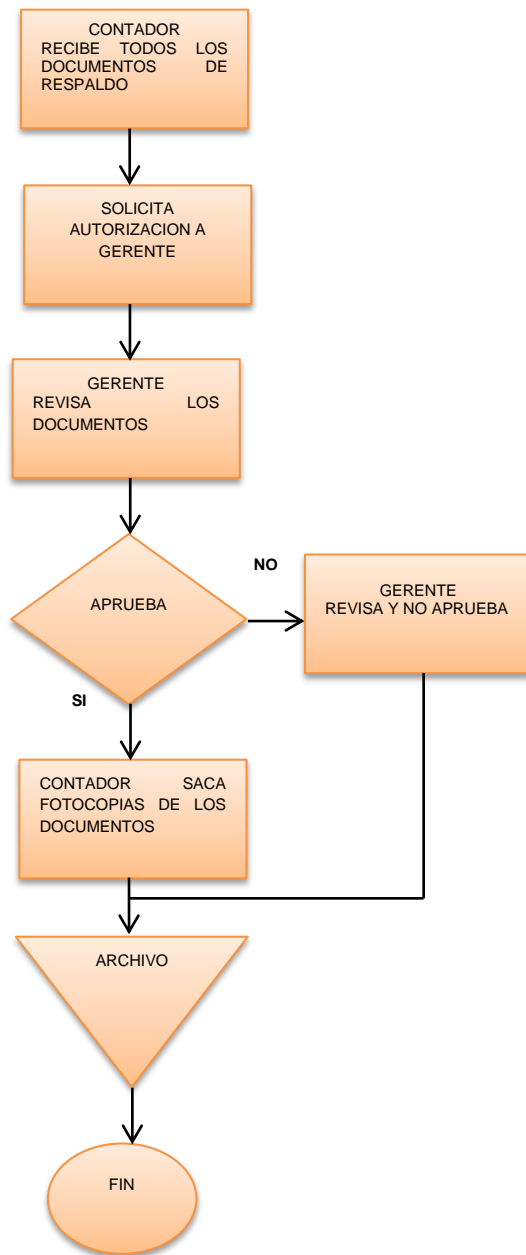 CONTADOR
RECIBE TODOS LOS
DOCUMENTOS DE
RESPALDO
SOLICITA
AUTORIZACION A
GERENTE
GERENTE
REVISA LOS
DOCUMENTOS
APRUEBA
NO
GERENTE
REVISA Y NO APRUEBA
SI
CONTADOR SACA
FOTOCOPIAS DE LOS
DOCUMENTOS
ARCHIVO
FIN